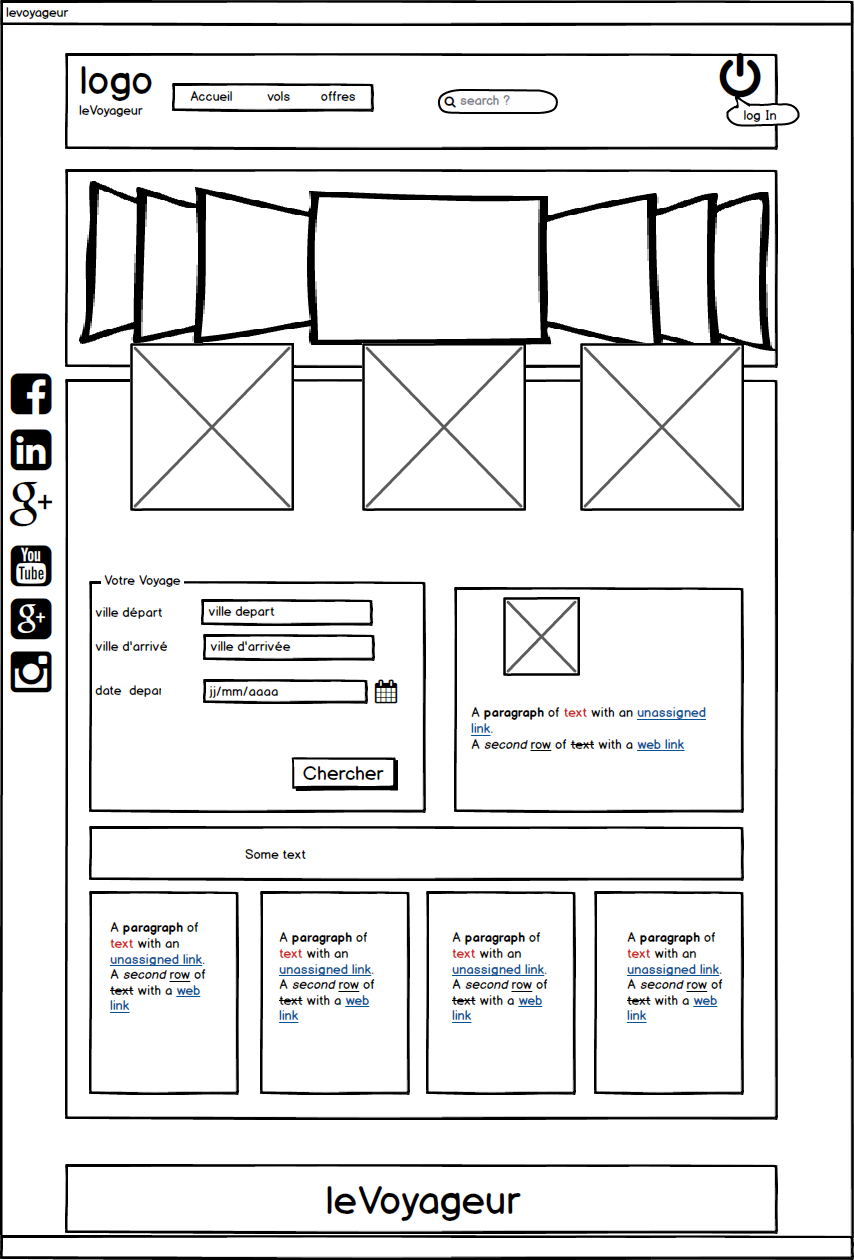 levoyageur
logo
leVoyageur
Accueil vols offres
search ?
log In
f
in
g+
You
Tube
g+
Votre Voyage
ville départ ville depart
ville d'arrivé ville d'arrivée
date depar jj/mm/aaaa
Chercher
A paragraph of text with an unassigned
link.
A second row of text with a web link
Some text
A paragraph of
text with an
unassigned link.
A second row of
text with a web
link
A paragraph of
text with an
unassigned link.
A second row of
text with a web
link
A paragraph of
text with an
unassigned link.
A second row of
text with a web
link
A paragraph of
text with an
unassigned link.
A second row of
text with a web
link
leVoyageur